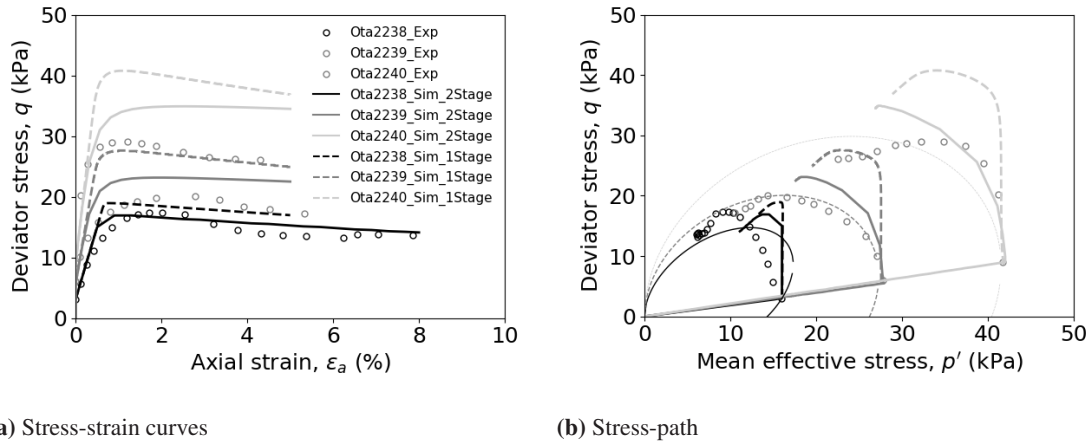 50
40
30
20
10
0
Deviator stress, q (kPa)
0
2
4
6
8
10
Axial strain, εa (%)
Ota2238_Exp
Ota2239_Exp
Ota2240_Exp
Ota2238_Sim_2Stage
Ota2239_Sim_2Stage
Ota2240_Sim_2Stage
Ota2238_Sim_1Stage
Ota2239_Sim_1Stage
Ota2240_Sim_1Stage
50
40
30
20
10
0
Deviator stress, q (kPa)
0
10
20
30
40
50
Mean effective stress, p′ (kPa)
a) Stress-strain curves
(b) Stress-path